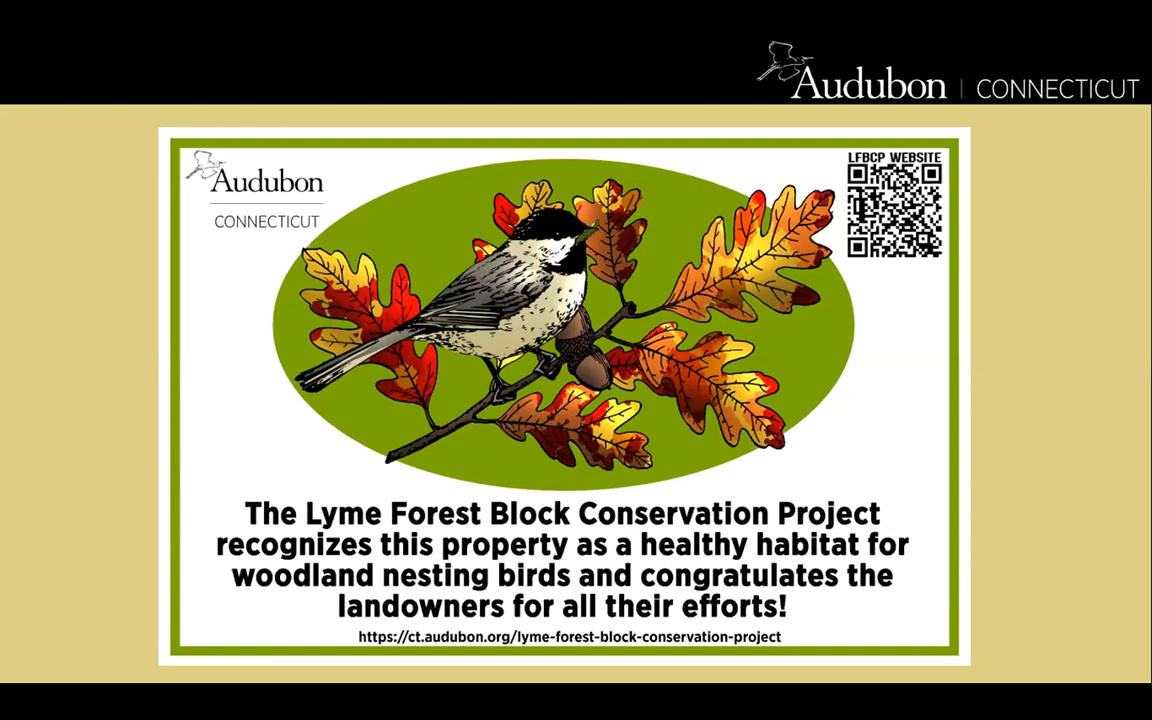 Audubon | CONNECTICUT
Audubon
CONNECTICUT
LFBCP WEBSITE
The Lyme Forest Block Conservation Project
recognizes this property as a healthy habitat for
woodland nesting birds and congratulates the
landowners for all their efforts!
https://ct.audubon.org/lyme-forest-block-conservation-project